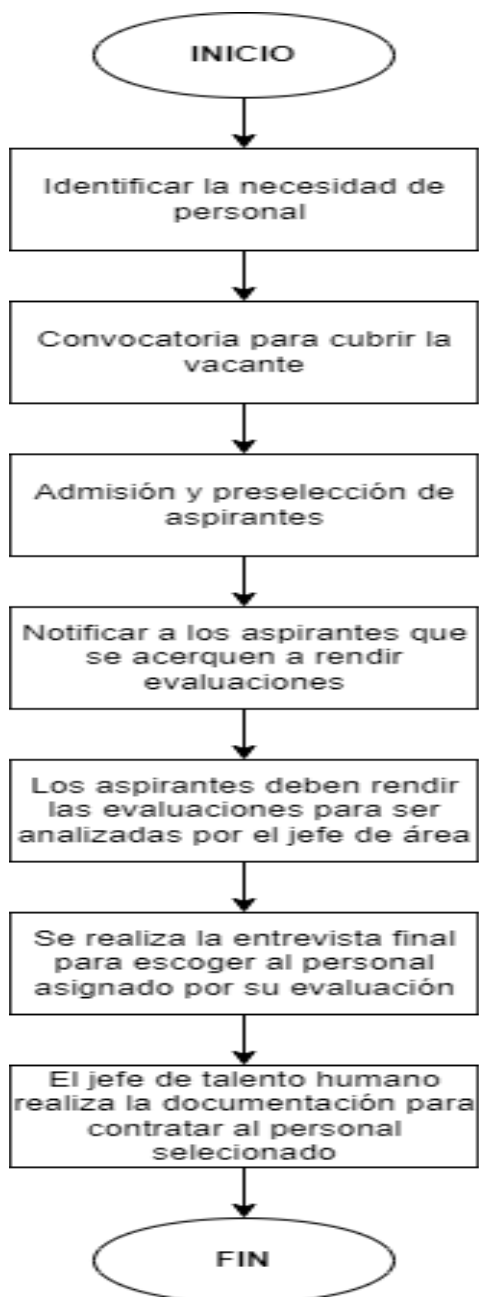 INICIO
Identificar la necesidad de
personal
Convocatoria para cubrir la
vacante
Admisión y preselección de
aspirantes
Notificar a los aspirantes que
se acerquen a rendir
evaluaciones
Los aspirantes deben rendir
las evaluaciones para ser
analizadas por el jefe de área
Se realiza la entrevista final
para escoger al personal
asignado por su evaluación
El jefe de talento humano
realiza la documentación para
contratar al personal
selecionado
FIN